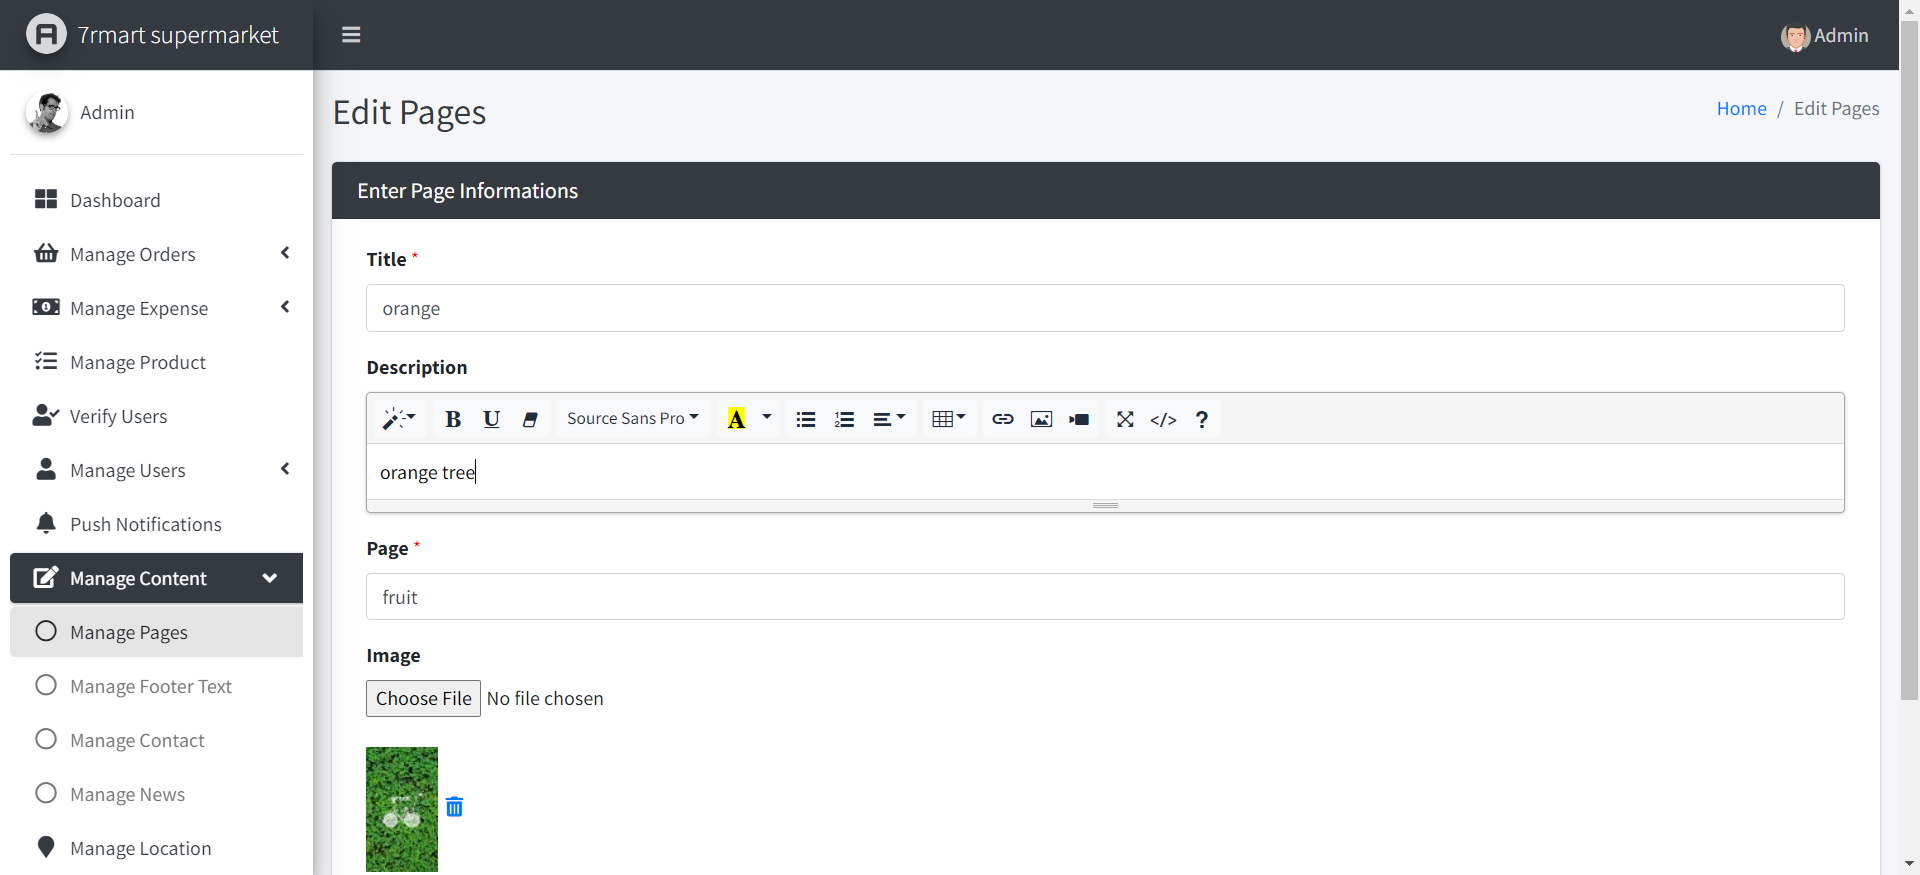 7rmart supermarket
Admin
Admin
Edit Pages
Home / Edit Pages
Dashboard
Manage Orders
Manage Expense
Manage Product
Verify Users
Manage Users
Push Notifications
Manage Content
Manage Pages
Manage Footer Text
Manage Contact
Manage News
Manage Location
Enter Page Informations
Title *
orange
Description
B U Source Sans Pro A </> ?
orange tree
Page *
fruit
Image
Choose File No file chosen